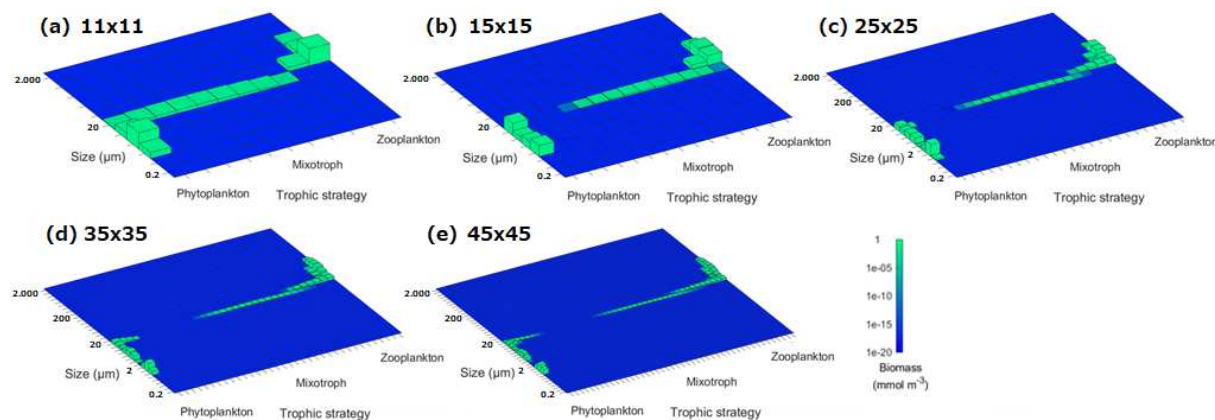 (a) 11x11
2.000
20
0.2
Size (µm)
Phytoplankton
Mixotroph
Zooplankton
Trophic strategy
(b) 15x15
2.000
20
0.2
Size (µm)
Phytoplankton
Mixotroph
Zooplankton
Trophic strategy
(c) 25x25
2.000
200
20
2
0.2
Size (µm)
Phytoplankton
Mixotroph
Zooplankton
Trophic strategy
(d) 35x35
2.000
200
20
2
0.2
Size (µm)
Phytoplankton
Mixotroph
Zooplankton
Trophic strategy
(e) 45x45
2.000
200
20
2
0.2
Size (µm)
Phytoplankton
Mixotroph
Zooplankton
Trophic strategy
1
1e-05
1e-10
1e-15
1e-20
Biomass
(mmol m⁻³)